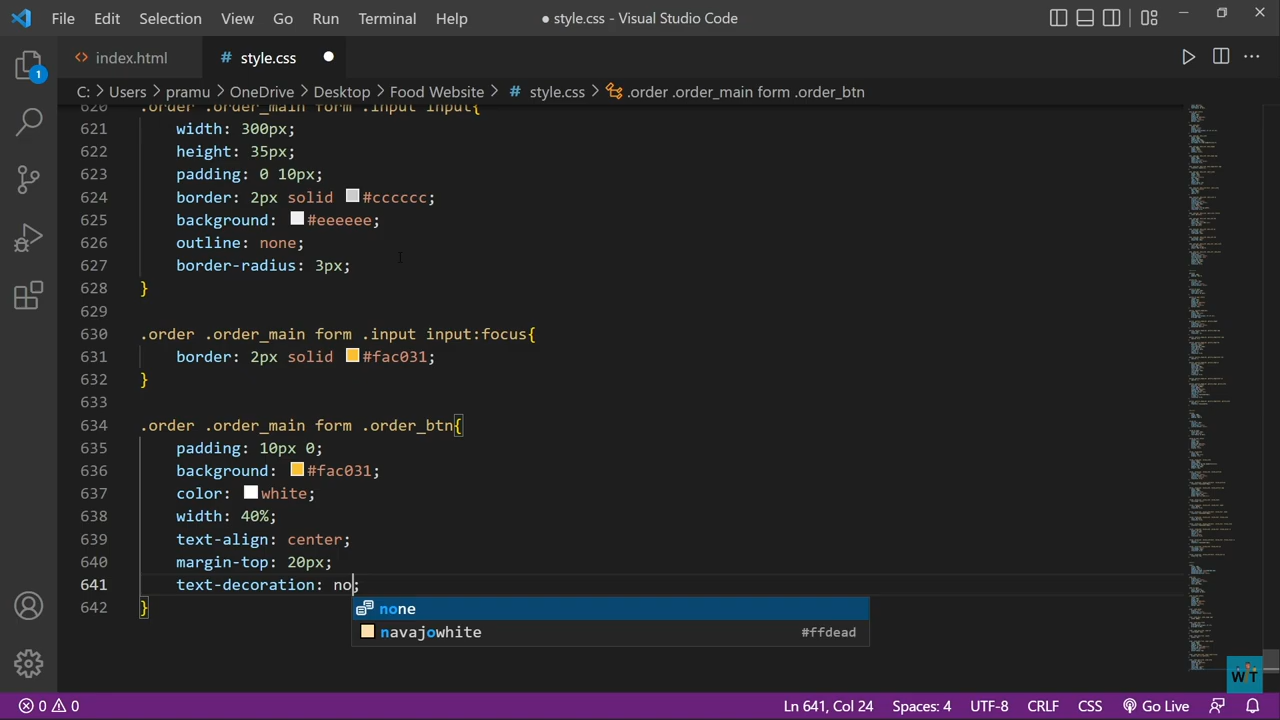 File Edit Selection View Go Run Terminal Help ● style.css - Visual Studio Code
1
<> index.html # style.css ●
C: > Users > pramu > OneDrive > Desktop > Food Website > # style.css > .order .order_main form .order_btn
620 .order .order_main form .input input{
621 width: 300px;
622 height: 35px;
623 padding: 0 10px;
624 border: 2px solid #cccccc;
625 background: #eeeeee;
626 outline: none;
627 border-radius: 3px;
628 }
629
630 .order .order_main form .input input:focus{
631 border: 2px solid #fac031;
632 }
633
634 .order .order_main form .order_btn{
635 padding: 10px 0;
636 background: #fac031;
637 color: white;
638 width: 40%;
639 text-align: center;
640 margin-top: 20px;
641 text-decoration: no;
none
642 }
navajowhite #ffdead
WT
0 0 Ln 641, Col 24 Spaces: 4 UTF-8 CRLF CSS Go Live